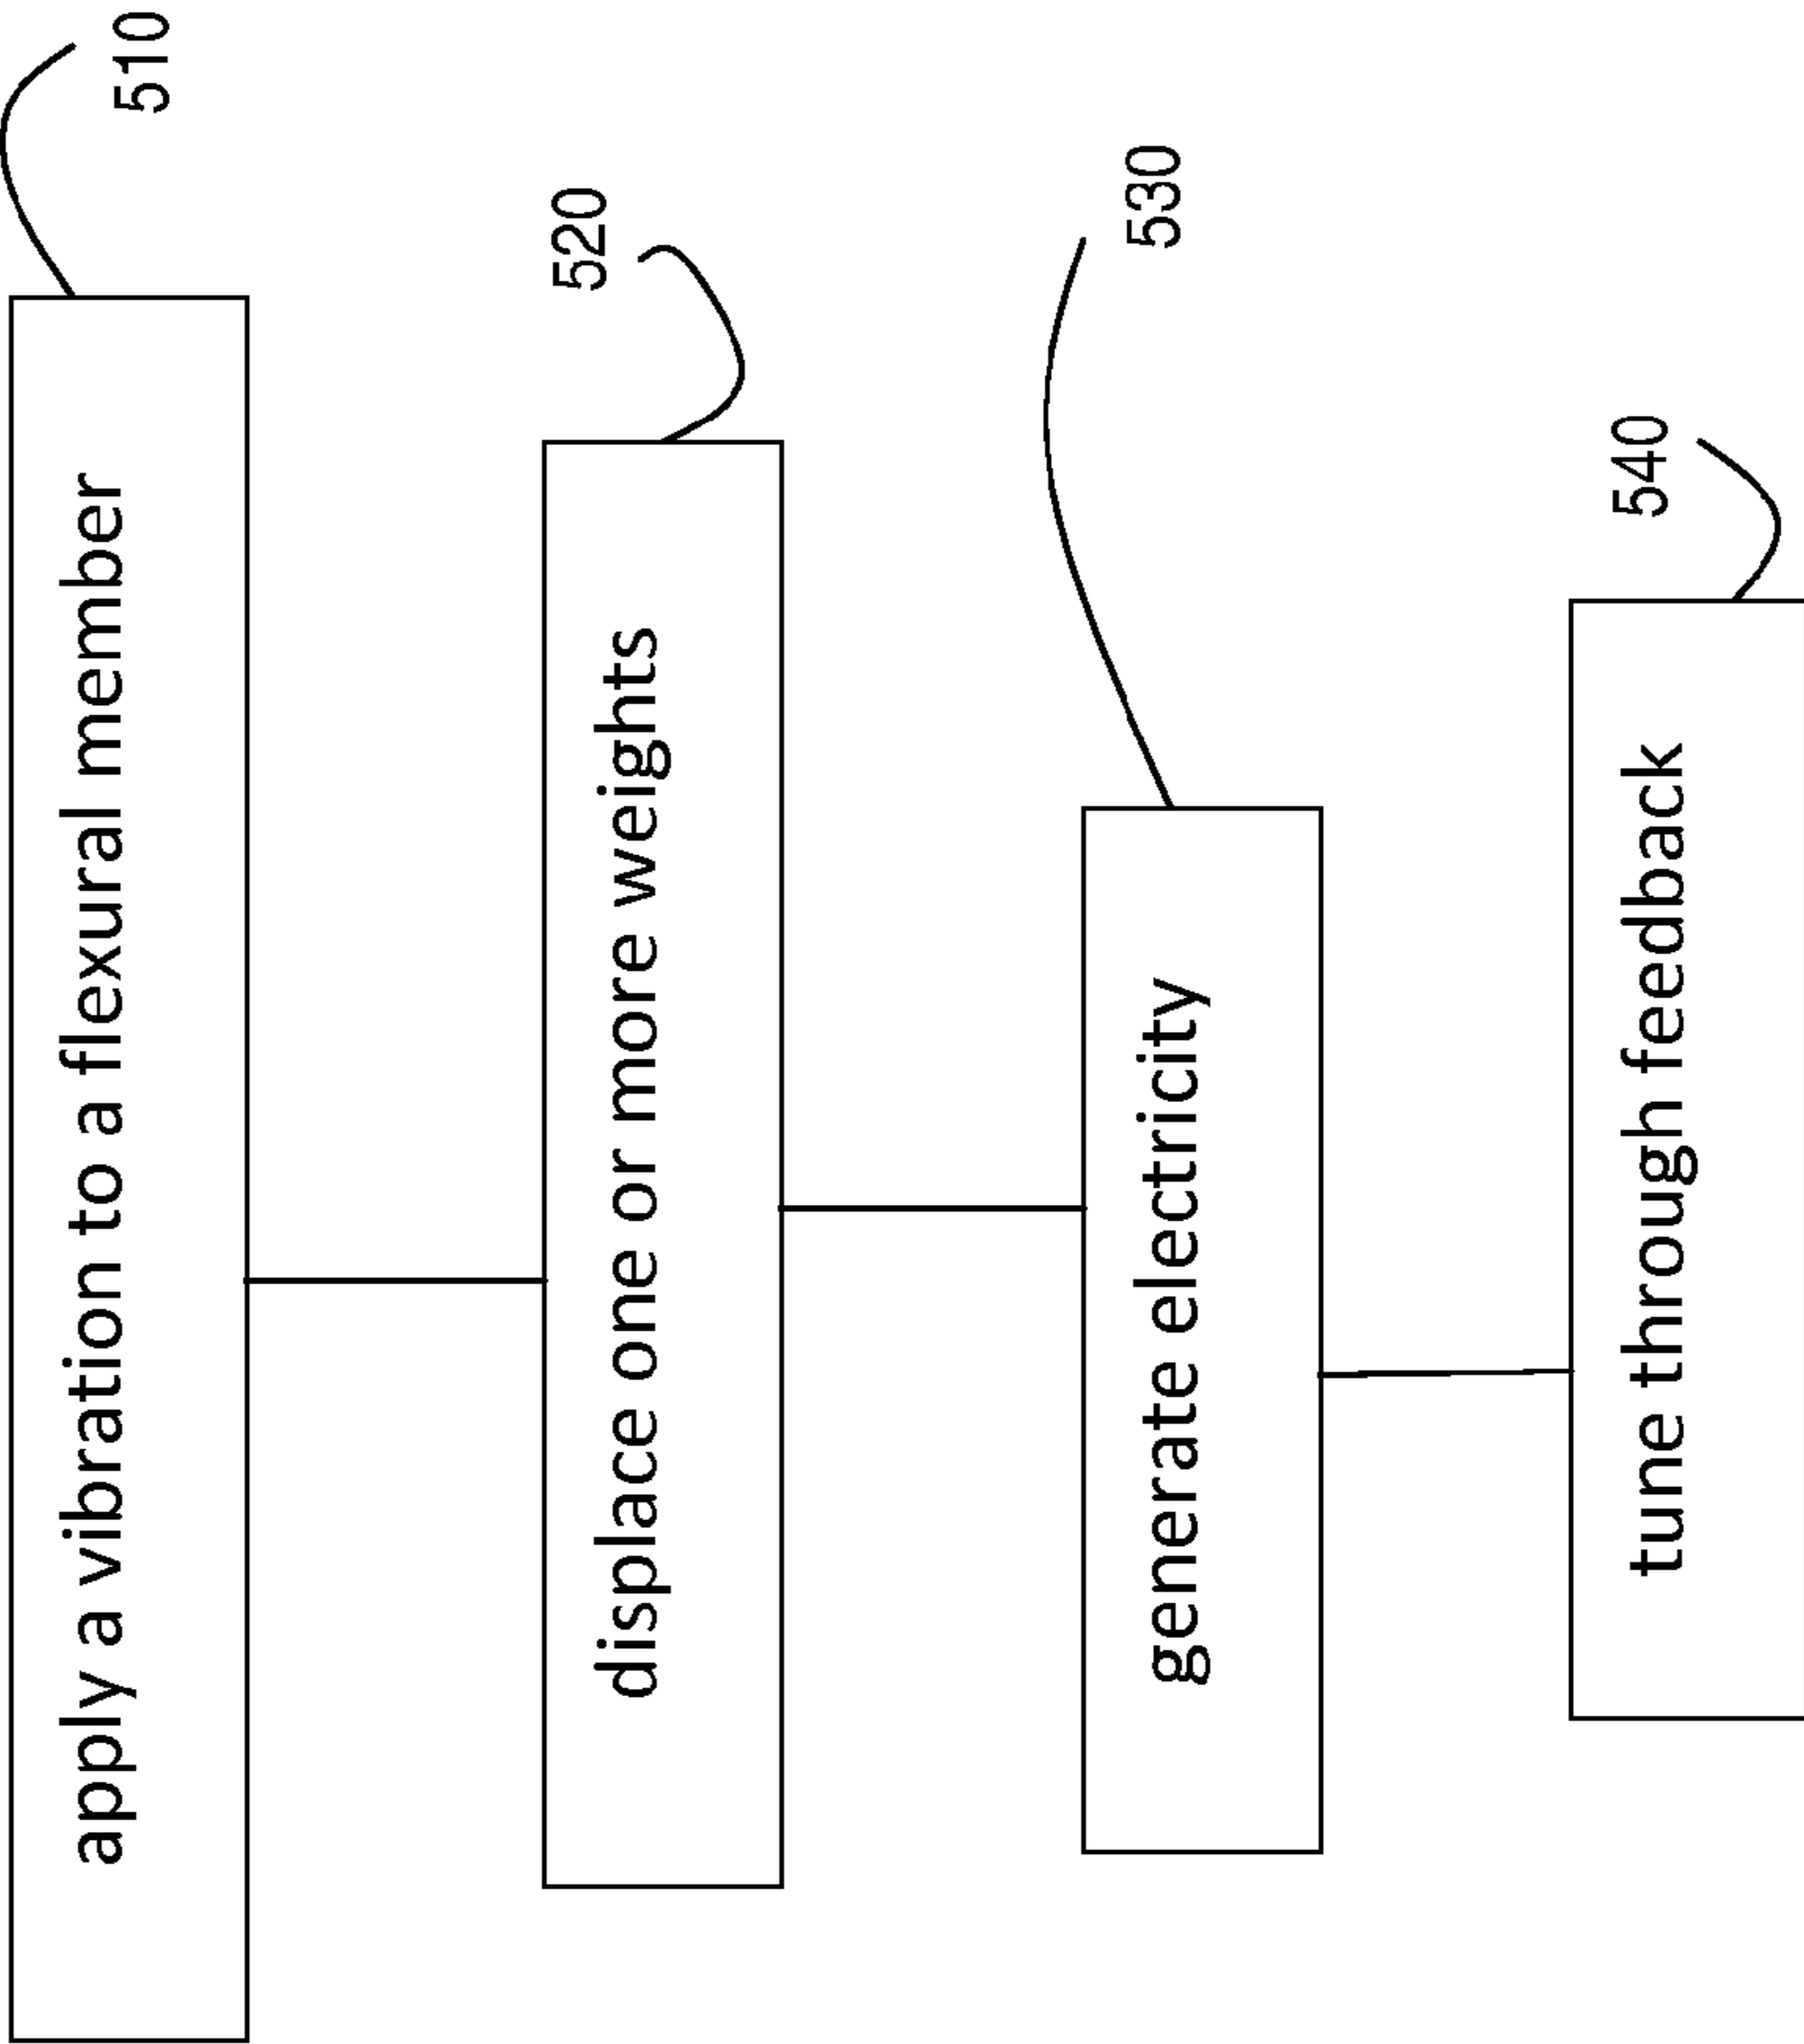 apply a vibration to a flexural member
510
displace one or more weights
520
generate electricity
530
tune through feedback
540